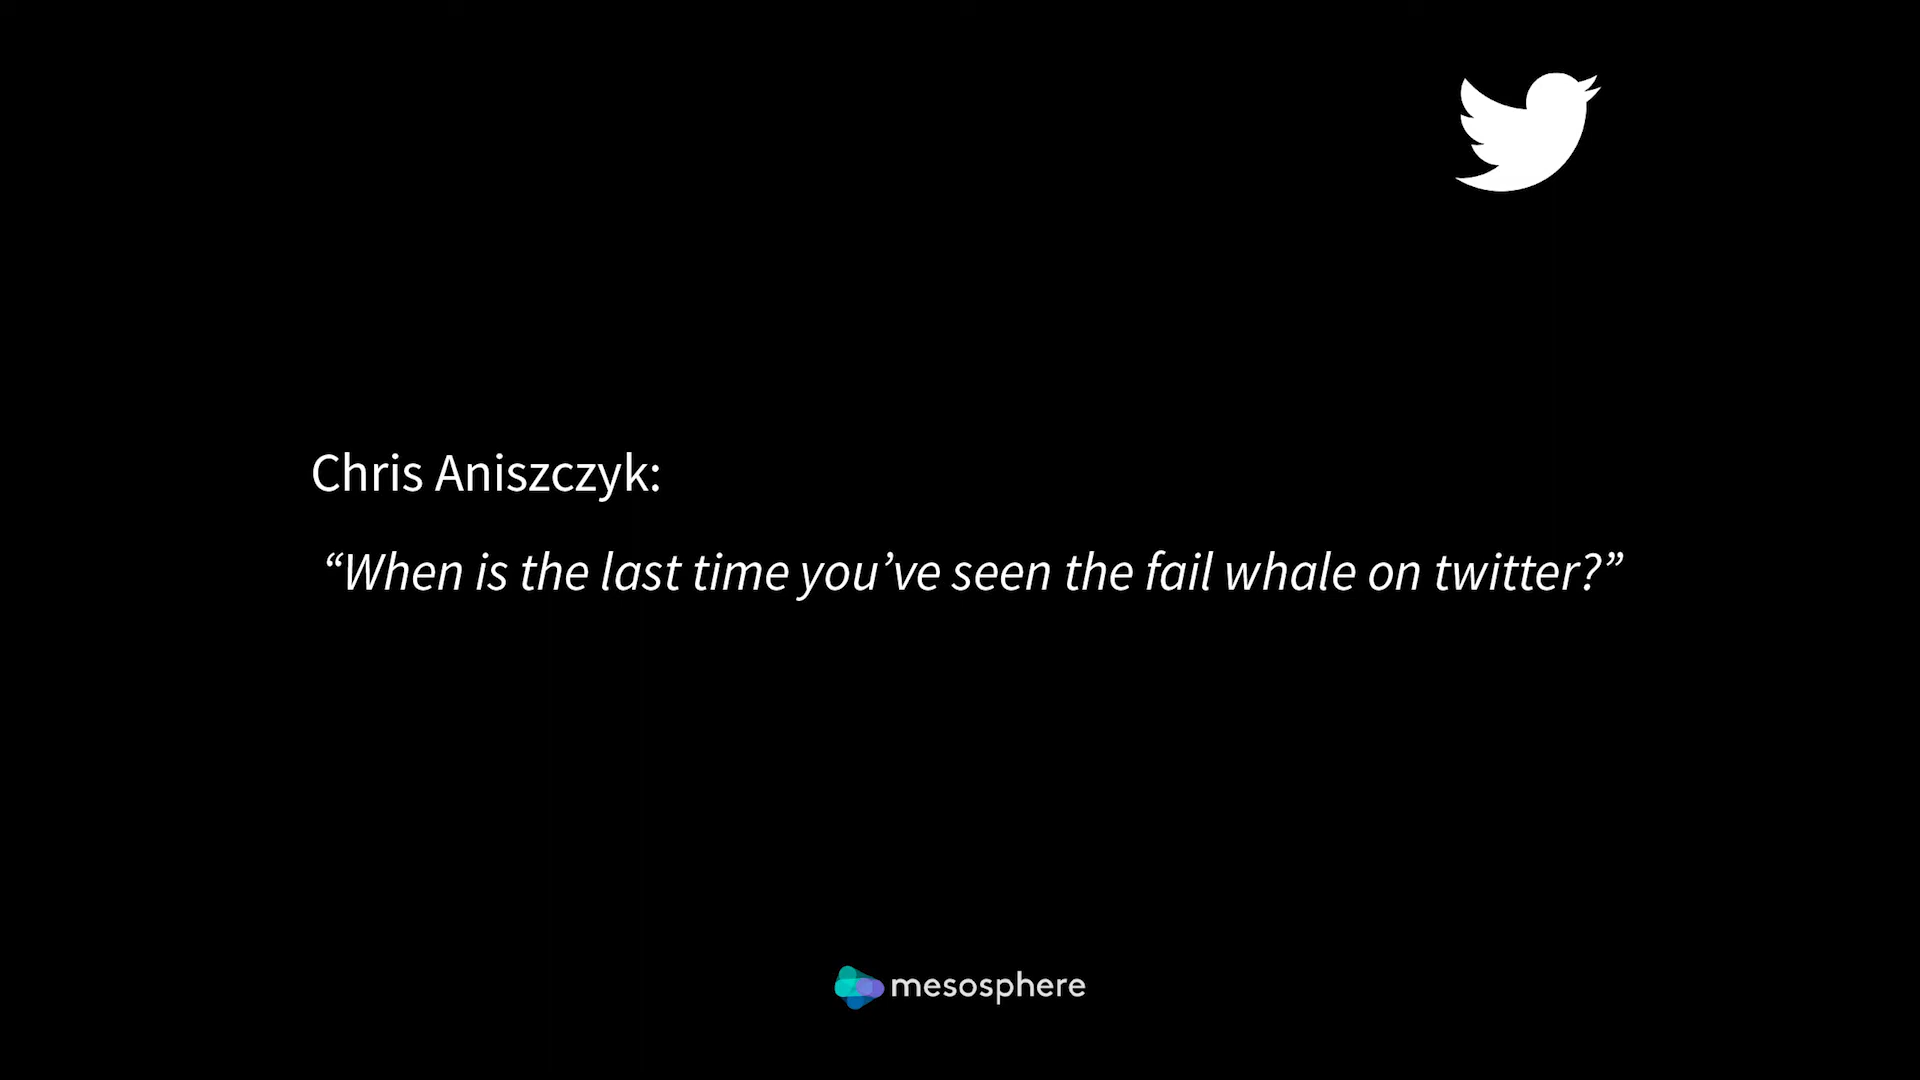 Chris Aniszczyk:
“When is the last time you’ve seen the fail whale on twitter?”
mesosphere